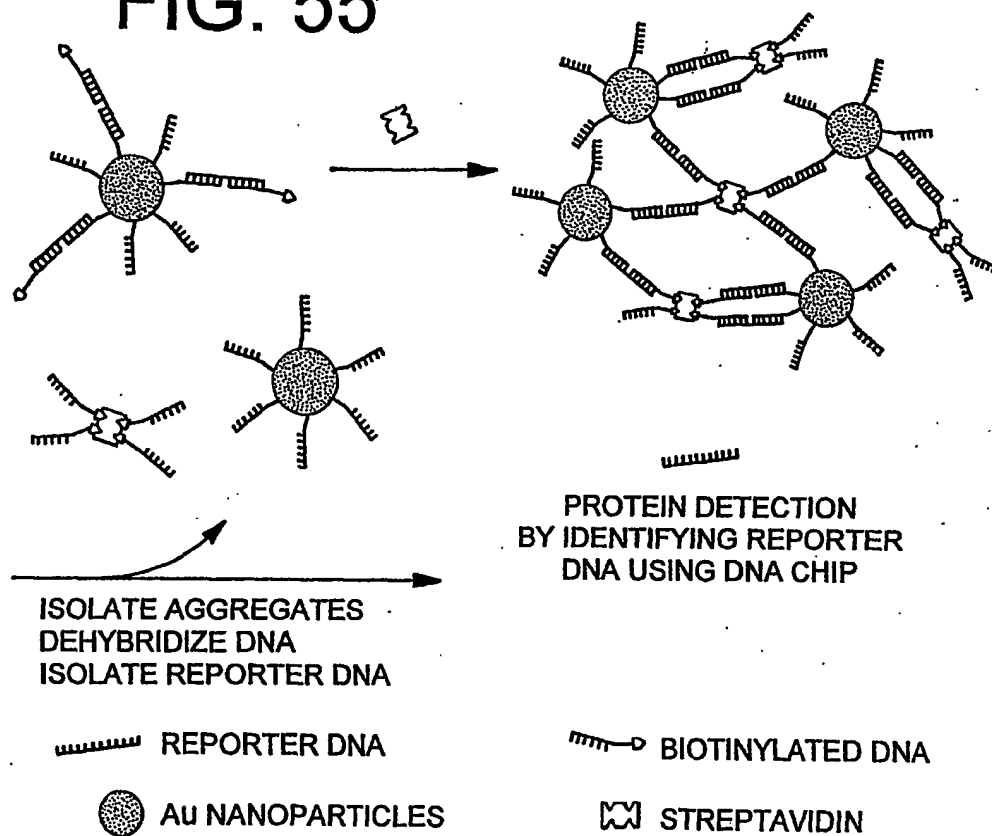 FIG. 55
PROTEIN DETECTION
BY IDENTIFYING REPORTER
DNA USING DNA CHIP
ISOLATE AGGREGATES
DEHYBRIDIZE DNA
ISOLATE REPORTER DNA
REPORTER DNA
BIOTINYLATED DNA
Au NANOPARTICLES
STREPTAVIDIN